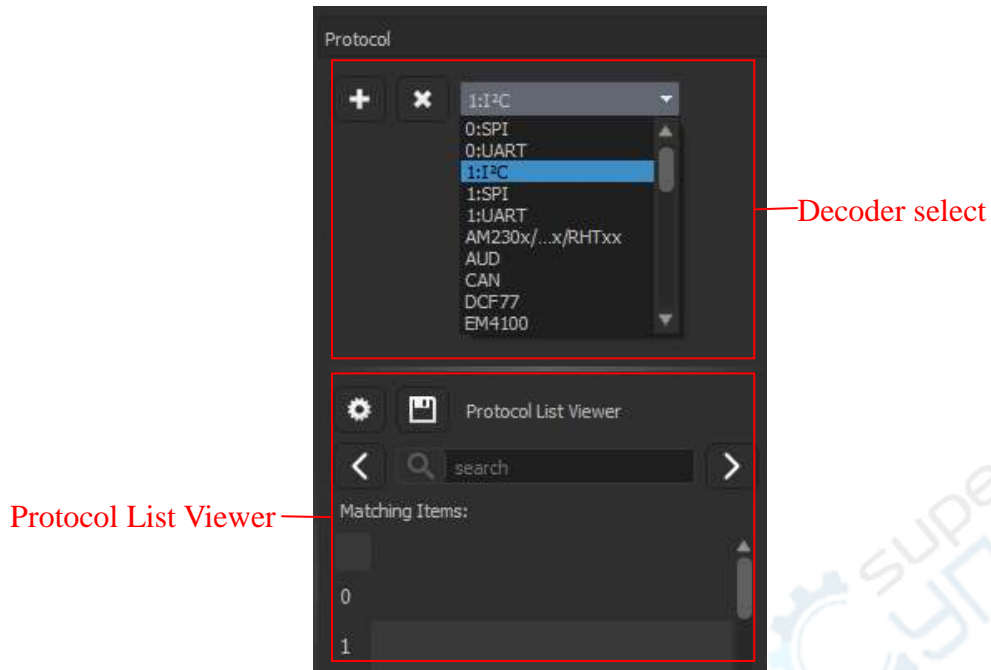 Protocol
1:I²C
0:SPI
0:UART
1:I²C
1:SPI
1:UART
AM230x/...x/RHTxx
AUD
CAN
DCF77
EM4100
Decoder select
Protocol List Viewer
search
Protocol List Viewer
Matching Items:
0
1